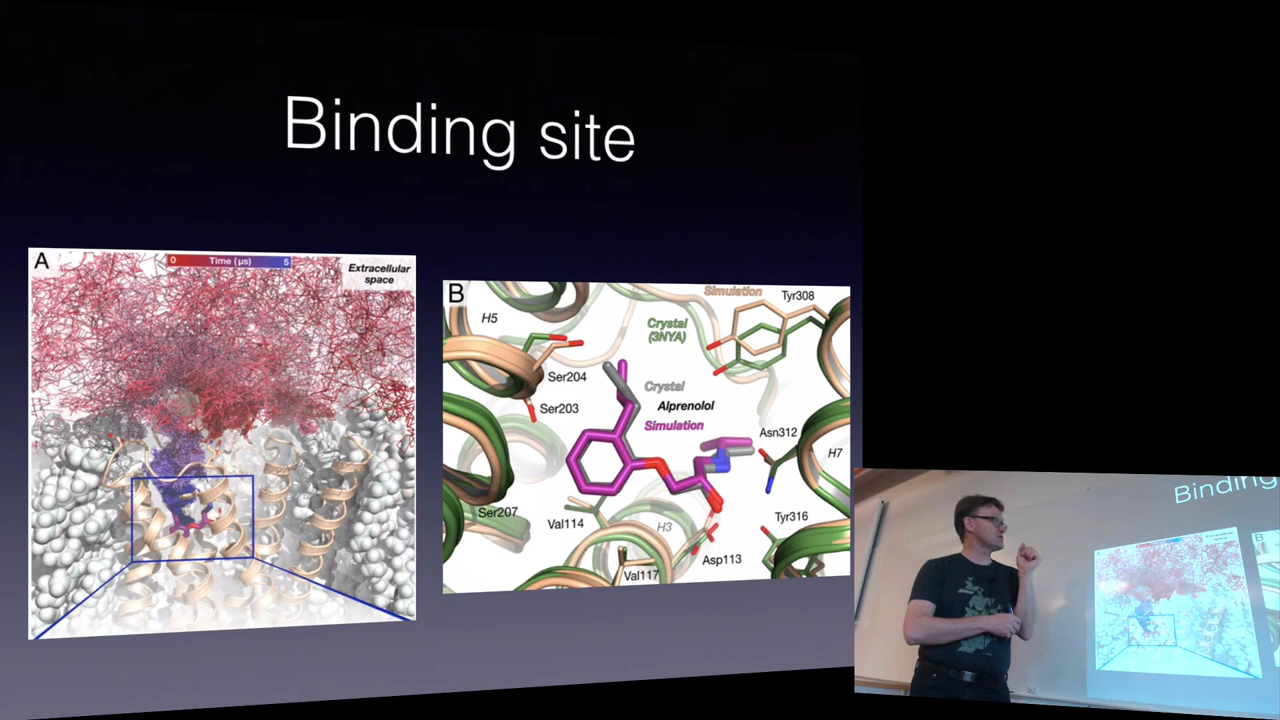 Binding site
A
0 Time (µs) 5
Extracellular
space
B
Simulation
Tyr308
H5
Crystal
(3NYA)
Ser204
Crystal
Ser203
Alprenolol
Simulation
Asn312
H7
Ser207
Val114
H3
Tyr316
Asp113
Val117
Binding
B